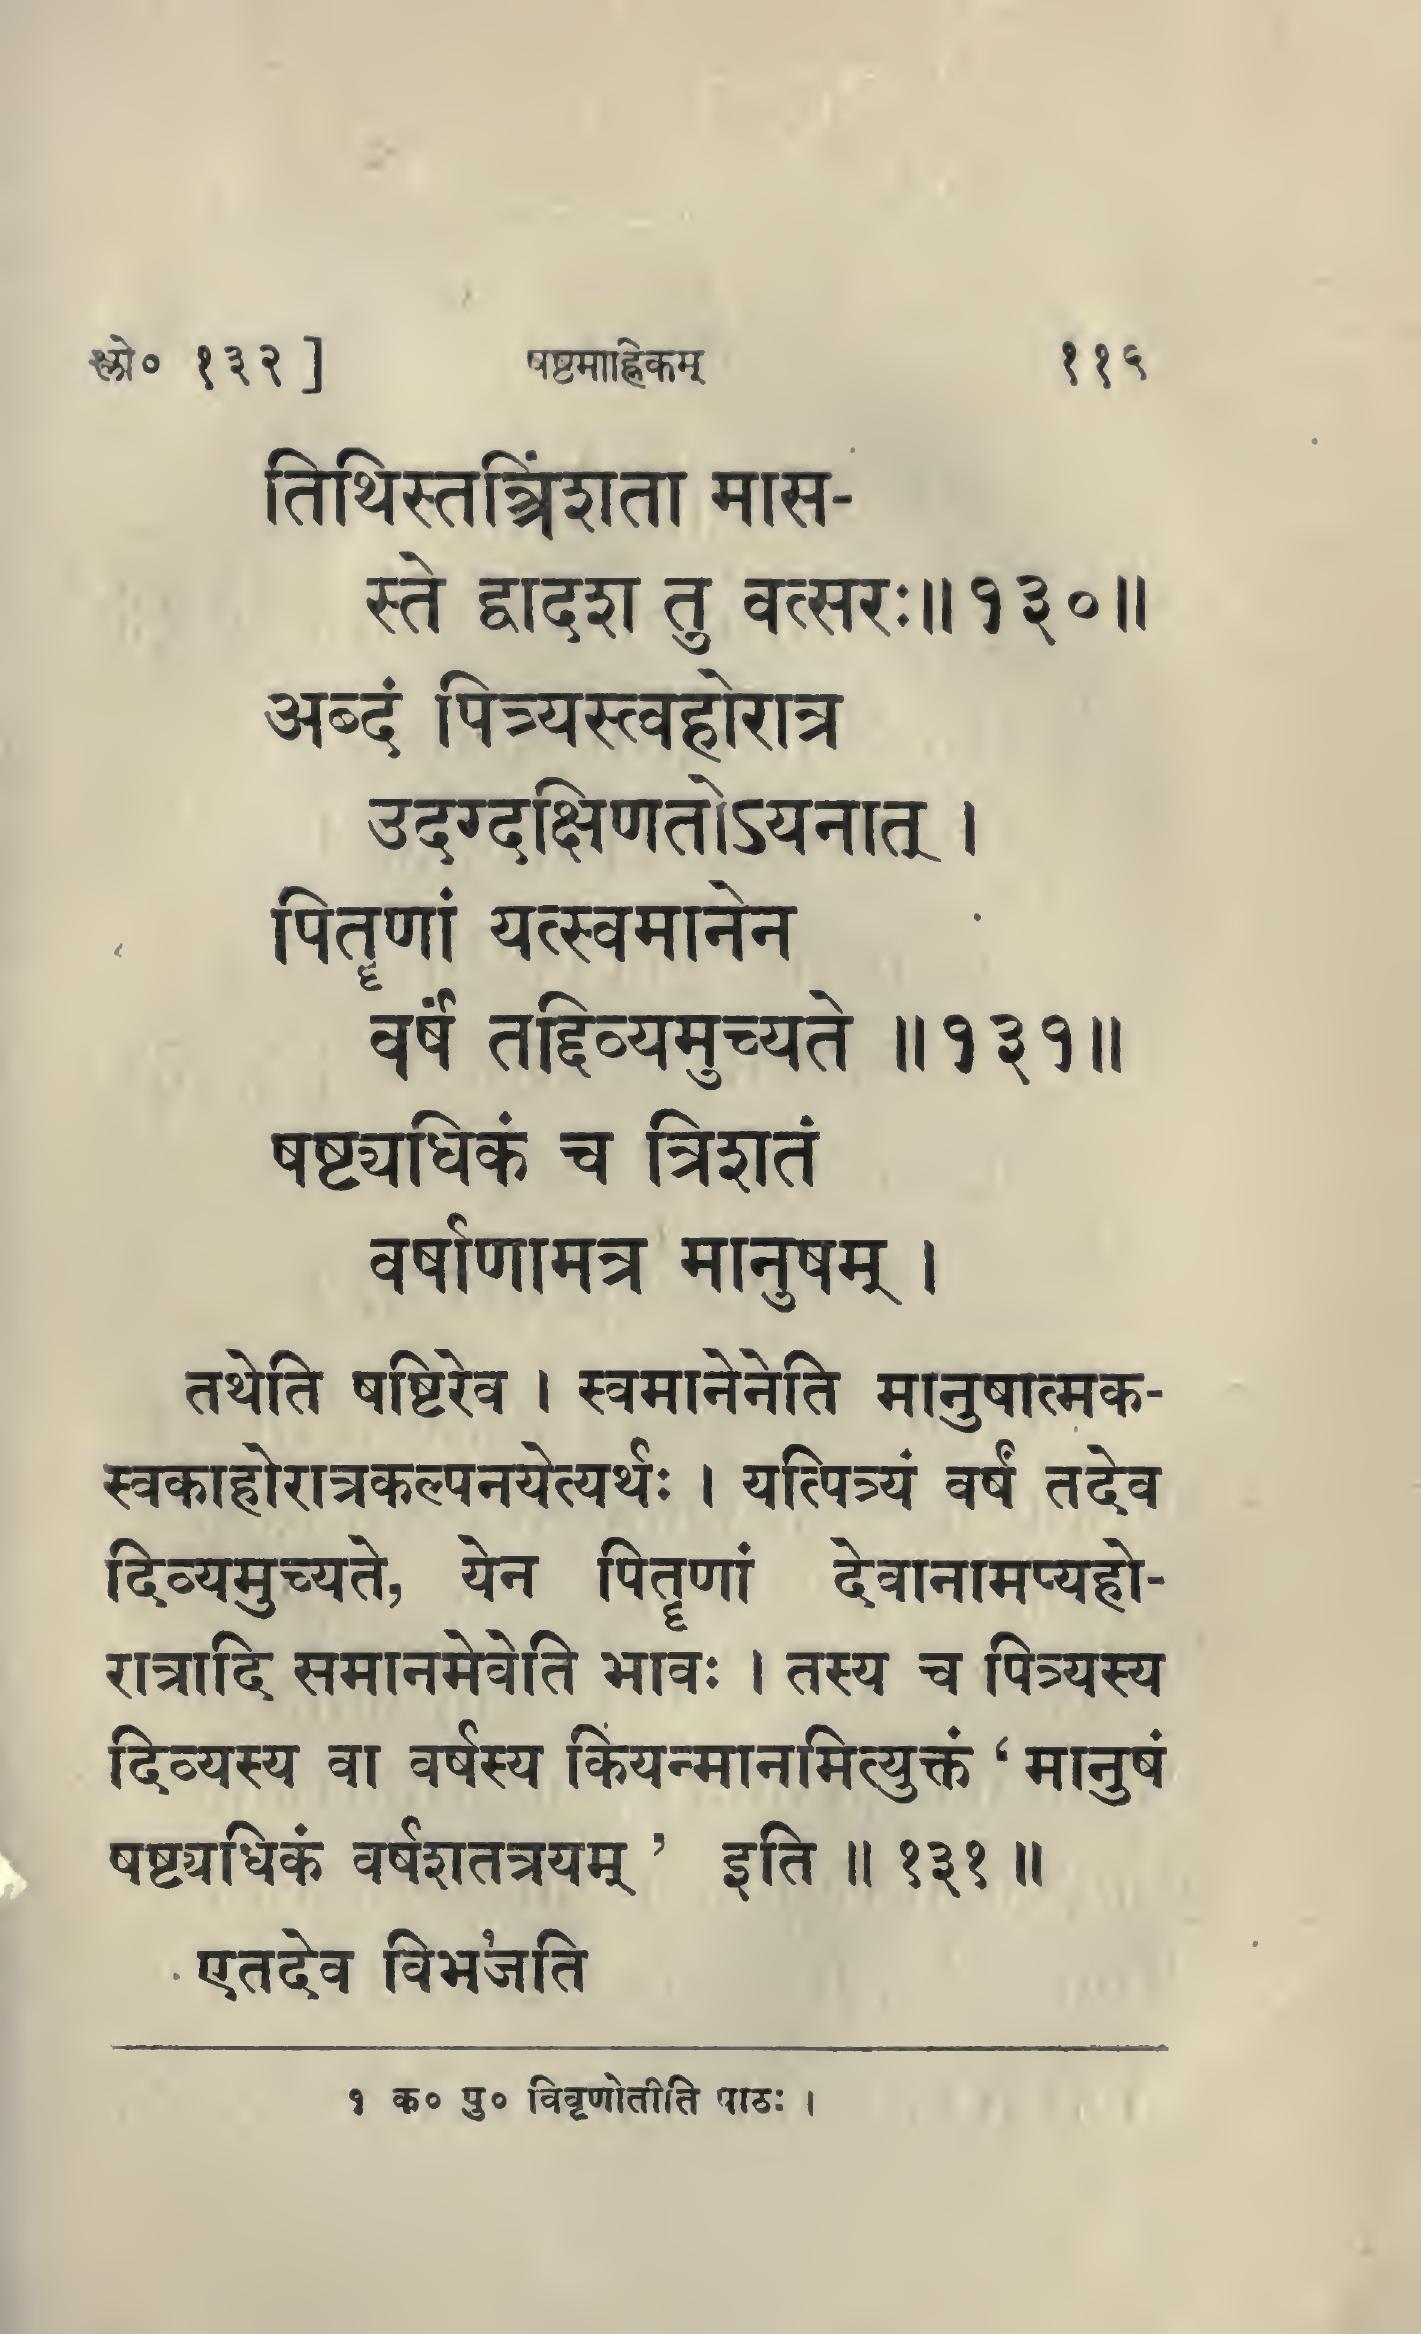 श्लो० १३२ ] षष्ठमाह्निकम् ११९
तिथिस्तत्त्रिंशता मास-
स्ते द्वादश तु वत्सरः॥१३०॥
अब्दं पित्र्यस्त्वहोरात्र
उदग्दक्षिणतोऽयनात् ।
पितॄणां यत्स्वमानेन
वर्षं तद्दिव्यमुच्यते ॥१३१॥
षष्ट्यधिकं च त्रिशतं
वर्षाणामत्र मानुषम् ।
तथेति षष्टिरेव । स्वमानेनेति मानुषात्मक-
स्वकाहोरात्रकल्पनयेत्यर्थः । यत्पित्र्यं वर्षं तदेव
दिव्यमुच्यते, येन पितॄणां देवानामप्यहो-
रात्रादि समानमेवेति भावः । तस्य च पित्र्यस्य
दिव्यस्य वा वर्षस्य कियन्मानमित्युक्तं ‘ मानुषं
षष्ट्यधिकं वर्षशतत्रयम् ’ इति ॥ १३१ ॥
एतदेव विभ१जति
१ क० पु० विवृणोतीति पाठः ।